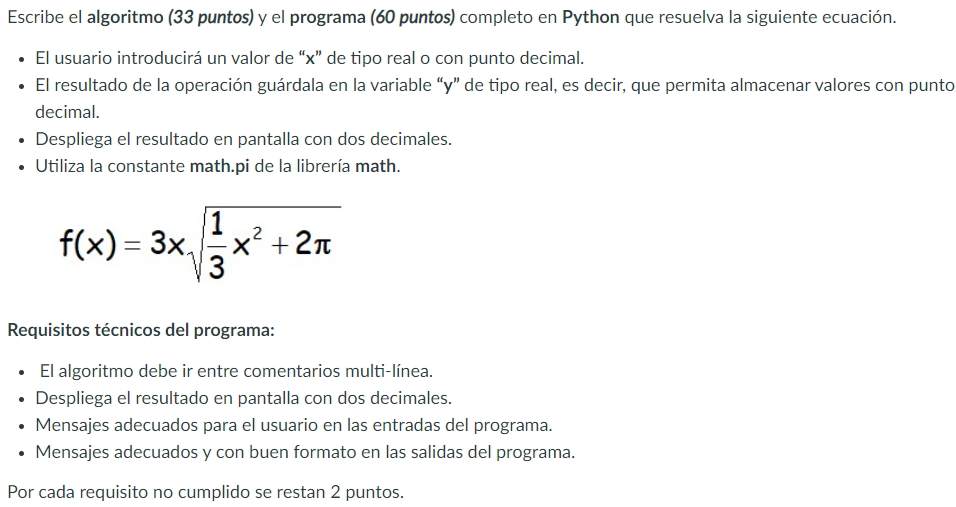 Escribe el algoritmo (33 puntos) y el programa (60 puntos) completo en Python que resuelva la siguiente ecuación.
• El usuario introducirá un valor de “x” de tipo real o con punto decimal.
• El resultado de la operación guárdala en la variable “y” de tipo real, es decir, que permita almacenar valores con punto
decimal.
• Despliega el resultado en pantalla con dos decimales.
• Utiliza la constante math.pi de la librería math.
f(x) = 3x√(1/3 x² + 2π)
Requisitos técnicos del programa:
• El algoritmo debe ir entre comentarios multi-línea.
• Despliega el resultado en pantalla con dos decimales.
• Mensajes adecuados para el usuario en las entradas del programa.
• Mensajes adecuados y con buen formato en las salidas del programa.
Por cada requisito no cumplido se restan 2 puntos.